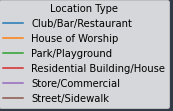 Location Type
Club/Bar/Restaurant
House of Worship
Park/Playground
Residential Building/House
Store/Commercial
Street/Sidewalk